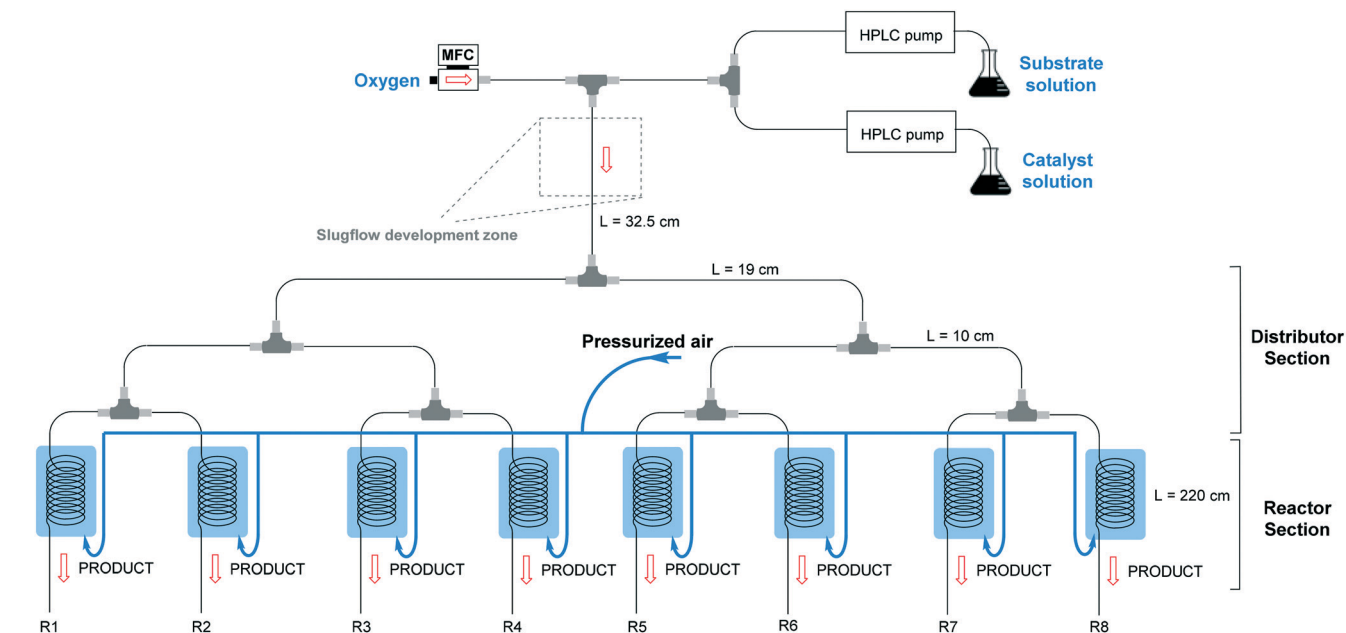 HPLC pump
MFC
Oxygen
Substrate
solution
HPLC pump
Catalyst
solution
L = 32.5 cm
Slugflow development zone
L = 19 cm
Pressurized air
L = 10 cm
Distributor
Section
L = 220 cm
Reactor
Section
PRODUCT
PRODUCT
PRODUCT
PRODUCT
PRODUCT
PRODUCT
PRODUCT
PRODUCT
R1
R2
R3
R4
R5
R6
R7
R8